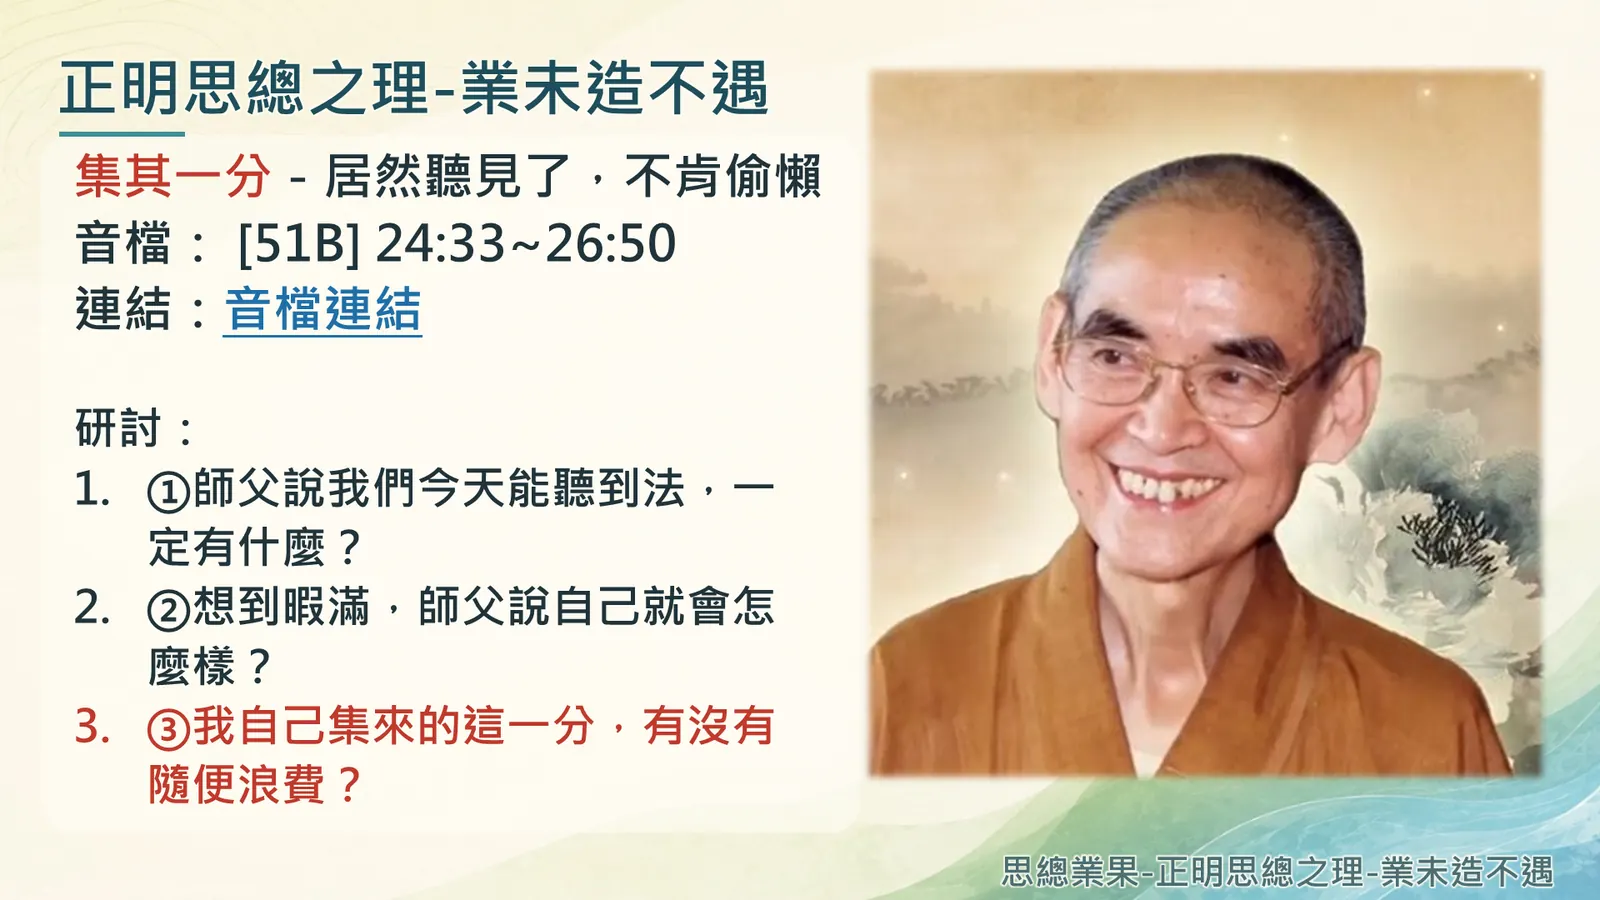 正明思總之理-業未造不遇
集其一分 - 居然聽見了，不肯偷懶
音檔： [51B] 24:33~26:50
連結：音檔連結
研討：
1. ①師父說我們今天能聽到法，一
定有什麼？
2. ②想到暇滿，師父說自己就會怎
麼樣？
3. ③我自己集來的這一分，有沒有
隨便浪費？
思總業果-正明思總之理-業未造不遇